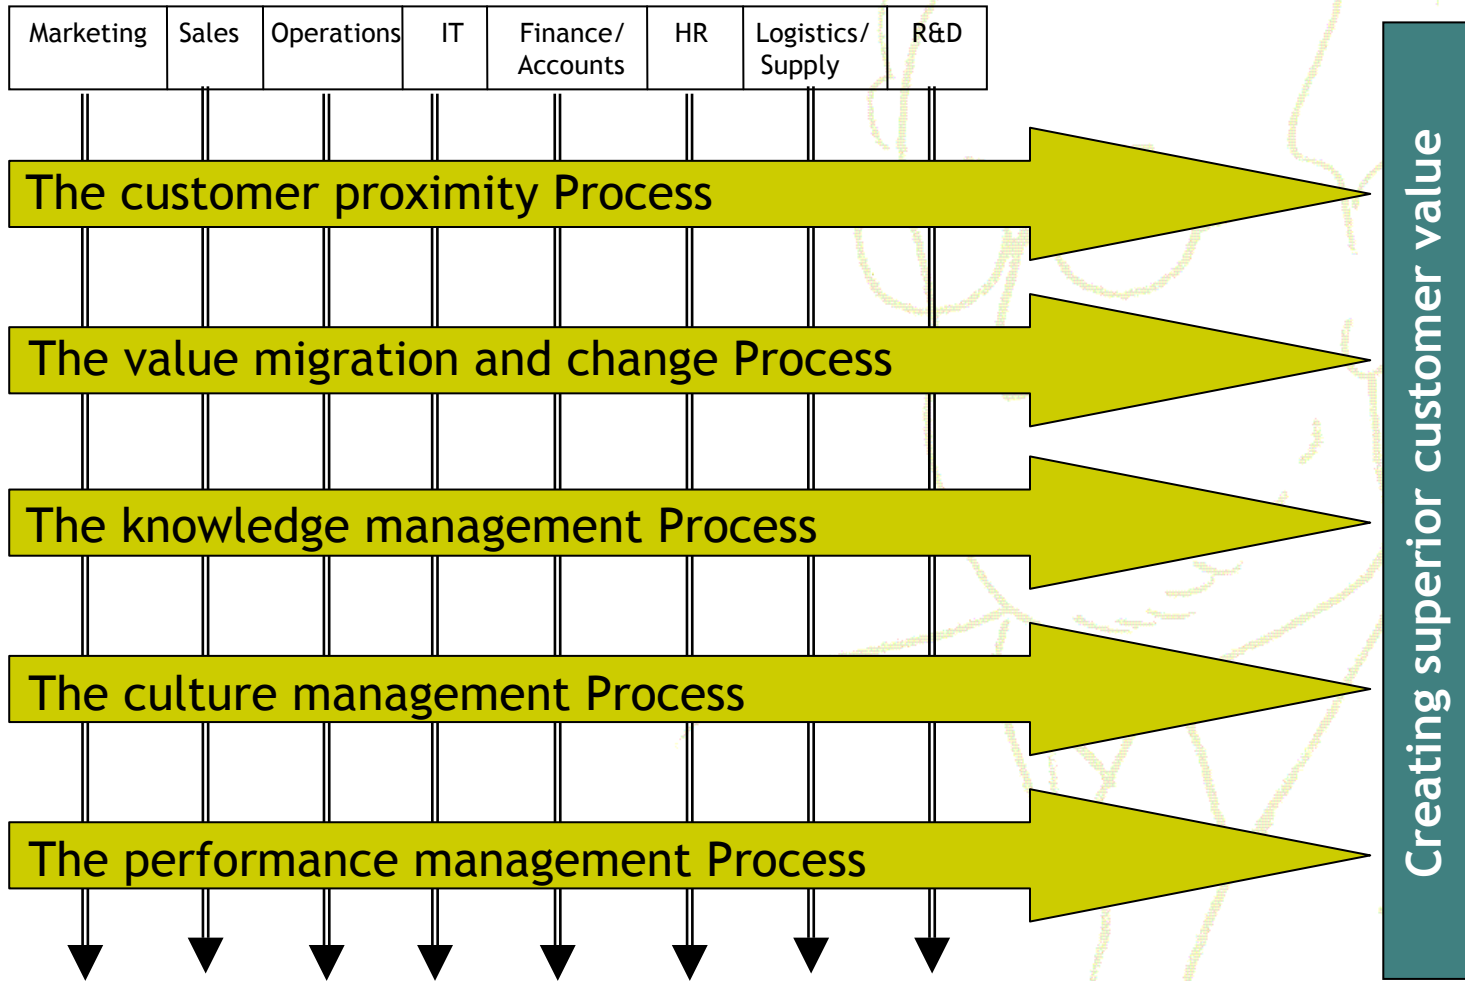 Marketing
Sales
Operations
IT
Finance/
Accounts
HR
Logistics/
Supply
R&D
The customer proximity Process
The value migration and change Process
The knowledge management Process
The culture management Process
The performance management Process
Creating superior customer value